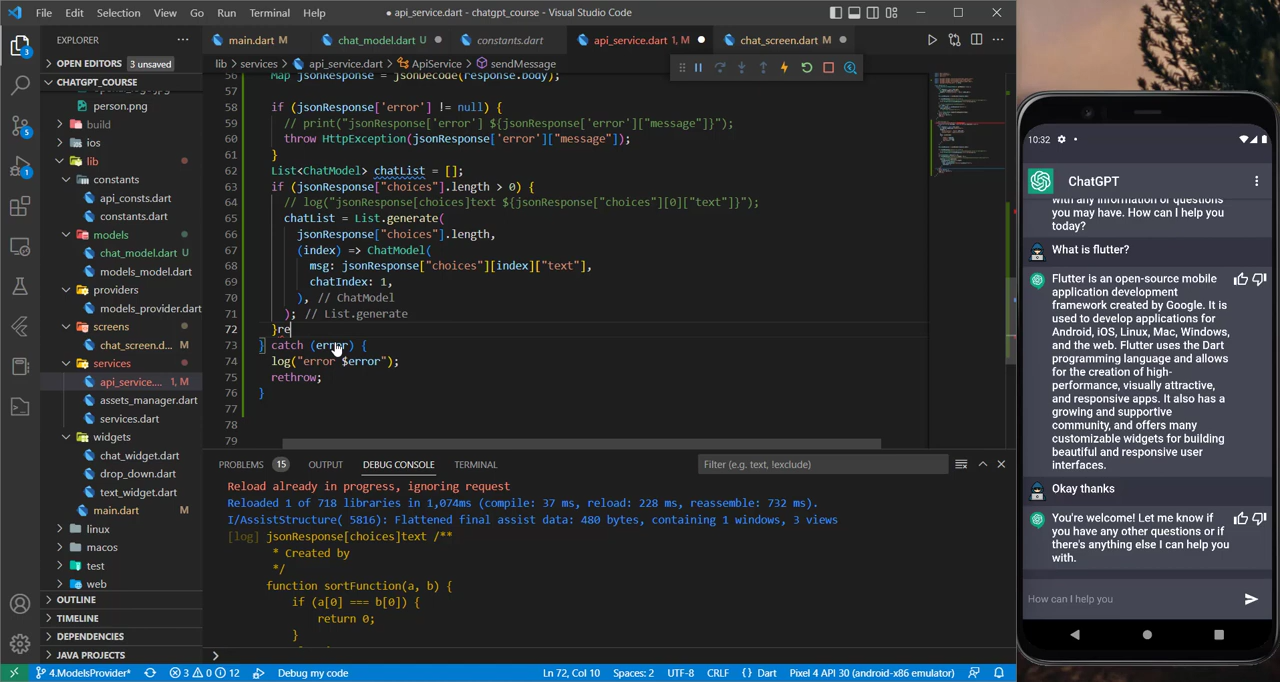 File Edit Selection View Go Run Terminal Help
● api_service.dart - chatgpt_course - Visual Studio Code
EXPLORER
OPEN EDITORS 3 unsaved
CHATGPT_COURSE
person.png
build
ios
lib
constants
api_consts.dart
constants.dart
models
chat_model.dart U
models_model.dart
providers
models_provider.dart
screens
chat_screen.d... M
services
api_service.... 1, M
assets_manager.dart
services.dart
widgets
chat_widget.dart
drop_down.dart
text_widget.dart
main.dart M
linux
macos
test
web
OUTLINE
TIMELINE
DEPENDENCIES
JAVA PROJECTS
main.dart M
chat_model.dart U
constants.dart
api_service.dart 1, M
chat_screen.dart M
lib > services > api_service.dart > ApiService > sendMessage
56 Map jsonResponse = jsonDecode(response.body);
57
58 if (jsonResponse['error'] != null) {
59 // print("jsonResponse['error'] ${jsonResponse['error']["message"]}");
60 throw HttpException(jsonResponse['error']["message"]);
61 }
62 List<ChatModel> chatList = [];
63 if (jsonResponse["choices"].length > 0) {
64 // log("jsonResponse[choices]text ${jsonResponse["choices"][0]["text"]}");
65 chatList = List.generate(
66 jsonResponse["choices"].length,
67 (index) => ChatModel(
68 msg: jsonResponse["choices"][index]["text"],
69 chatIndex: 1,
70 ), // ChatModel
71 ); // List.generate
72 }re
73 } catch (error) {
74 log("error $error");
75 rethrow;
76 }
77
78
79
PROBLEMS 15 OUTPUT DEBUG CONSOLE TERMINAL
Filter (e.g. text, !exclude)
Reload already in progress, ignoring request
Reloaded 1 of 718 libraries in 1,074ms (compile: 37 ms, reload: 228 ms, reassemble: 732 ms).
I/AssistStructure( 5816): Flattened final assist data: 480 bytes, containing 1 windows, 3 views
[log] jsonResponse[choices]text /**
* Created by
*/
function sortFunction(a, b) {
if (a[0] === b[0]) {
return 0;
}
4.ModelsProvider* 3 0 12 Debug my code
Ln 72, Col 10 Spaces: 2 UTF-8 CRLF {} Dart Pixel 4 API 30 (android-x86 emulator)
10:32
ChatGPT
with any information or questions
you may have. How can I help you
today?
What is flutter?
Flutter is an open-source mobile
application development
framework created by Google. It is
used to develop applications for
Android, iOS, Linux, Mac, Windows,
and the web. Flutter uses the Dart
programming language and allows
for the creation of high-
performance, visually attractive,
and responsive apps. It also has a
growing and supportive
community, and offers many
customizable widgets for building
beautiful and responsive user
interfaces.
Okay thanks
You're welcome! Let me know if
you have any other questions or if
there's anything else I can help you
with.
How can I help you